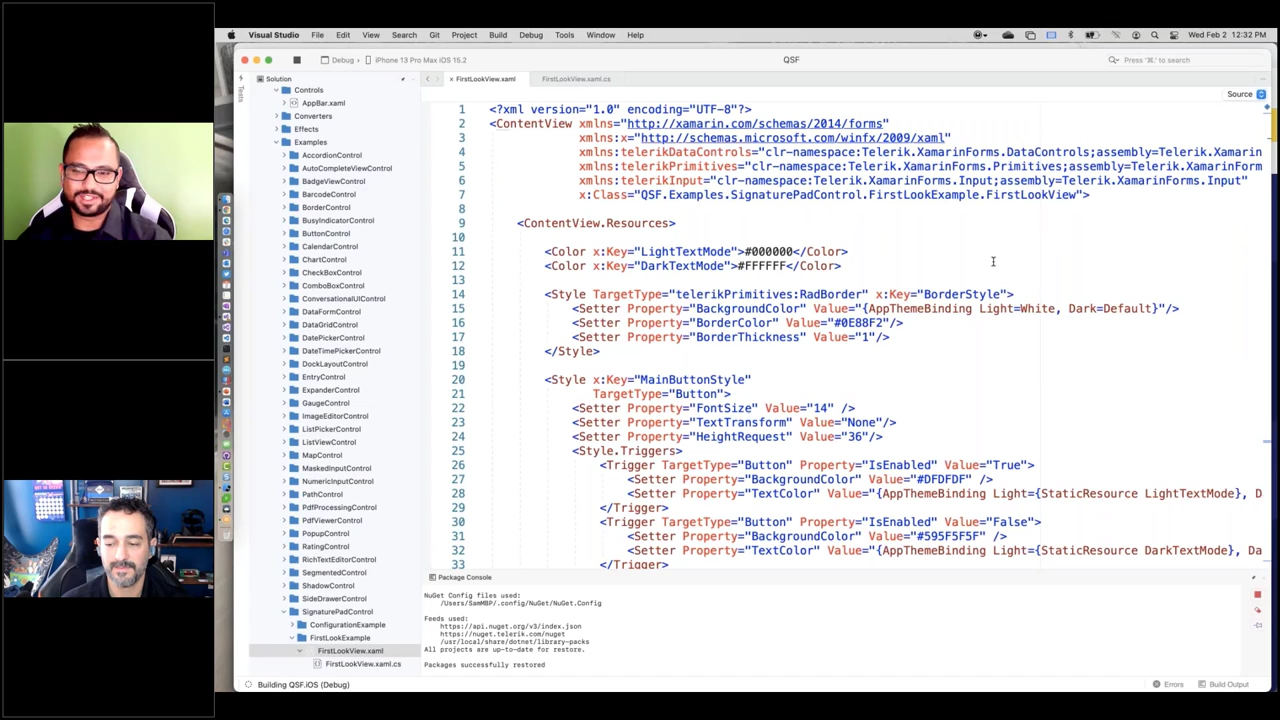 Visual Studio File Edit View Search Git Project Build Debug Tools Window Help Wed Feb 2 12:32 PM
Debug iPhone 13 Pro Max iOS 15.2 QSF Press '⌘.' to search
Solution
FirstLookView.xaml FirstLookView.xaml.cs
Source
Tests
Controls
AppBar.xaml
Converters
Effects
Examples
AccordionControl
AutoCompleteViewControl
BadgeViewControl
BarcodeControl
BorderControl
BusyIndicatorControl
ButtonControl
CalendarControl
ChartControl
CheckBoxControl
ComboBoxControl
ConversationalUIControl
DataFormControl
DataGridControl
DatePickerControl
DateTimePickerControl
DockLayoutControl
EntryControl
ExpanderControl
GaugeControl
ImageEditorControl
ListPickerControl
ListViewControl
MapControl
MaskedInputControl
NumericInputControl
PathControl
PdfProcessingControl
PdfViewerControl
PopupControl
RatingControl
RichTextEditorControl
SegmentedControl
ShadowControl
SideDrawerControl
SignaturePadControl
ConfigurationExample
FirstLookExample
FirstLookView.xaml
FirstLookView.xaml.cs
1 <?xml version="1.0" encoding="UTF-8"?>
2 <ContentView xmlns="http://xamarin.com/schemas/2014/forms"
3 xmlns:x="http://schemas.microsoft.com/winfx/2009/xaml"
4 xmlns:telerikDataControls="clr-namespace:Telerik.XamarinForms.DataControls;assembly=Telerik.Xamarin
5 xmlns:telerikPrimitives="clr-namespace:Telerik.XamarinForms.Primitives;assembly=Telerik.XamarinForm
6 xmlns:telerikInput="clr-namespace:Telerik.XamarinForms.Input;assembly=Telerik.XamarinForms.Input"
7 x:Class="QSF.Examples.SignaturePadControl.FirstLookExample.FirstLookView">
8
9 <ContentView.Resources>
10
11 <Color x:Key="LightTextMode">#000000</Color>
12 <Color x:Key="DarkTextMode">#FFFFFF</Color>
13
14 <Style TargetType="telerikPrimitives:RadBorder" x:Key="BorderStyle">
15 <Setter Property="BackgroundColor" Value="{AppThemeBinding Light=White, Dark=Default}"/>
16 <Setter Property="BorderColor" Value="#0E88F2"/>
17 <Setter Property="BorderThickness" Value="1"/>
18 </Style>
19
20 <Style x:Key="MainButtonStyle"
21 TargetType="Button">
22 <Setter Property="FontSize" Value="14" />
23 <Setter Property="TextTransform" Value="None"/>
24 <Setter Property="HeightRequest" Value="36"/>
25 <Style.Triggers>
26 <Trigger TargetType="Button" Property="IsEnabled" Value="True">
27 <Setter Property="BackgroundColor" Value="#DFDFDF" />
28 <Setter Property="TextColor" Value="{AppThemeBinding Light={StaticResource LightTextMode}, D
29 </Trigger>
30 <Trigger TargetType="Button" Property="IsEnabled" Value="False">
31 <Setter Property="BackgroundColor" Value="#595F5F5F" />
32 <Setter Property="TextColor" Value="{AppThemeBinding Light={StaticResource DarkTextMode}, Da
33 </Trigger>
Package Console
NuGet Config files used:
/Users/SamMBP/.config/NuGet/NuGet.Config
Feeds used:
https://api.nuget.org/v3/index.json
https://nuget.telerik.com/nuget
/usr/local/share/dotnet/library-packs
All projects are up-to-date for restore.
Packages successfully restored
Building QSF.iOS (Debug) Errors Build Output